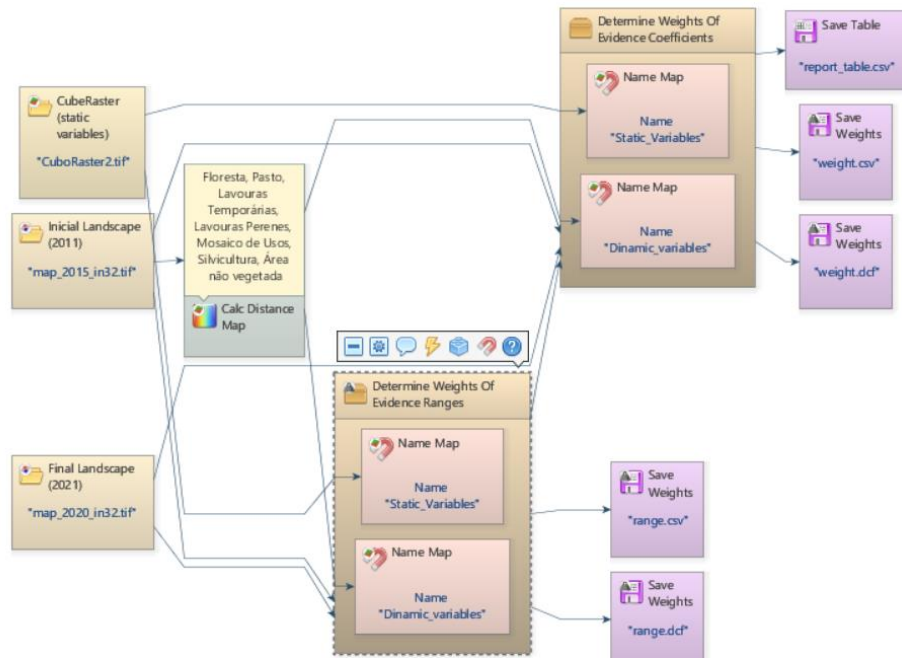 CubeRaster
(static
variables)
"CuboRaster2.tif"
Inicial Landscape
(2011)
"map_2015_in32.tif"
Final Landscape
(2021)
"map_2020_in32.tif"
Floresta, Pasto,
Lavouras
Temporárias,
Lavouras Perenes,
Mosaico de Usos,
Silvicultura, Área
não vegetada
Calc Distance
Map
Determine Weights Of
Evidence Coefficients
Name Map
Name
"Static_Variables"
Name Map
Name
"Dinamic_variables"
Determine Weights Of
Evidence Ranges
Name Map
Name
"Static_Variables"
Name Map
Name
"Dinamic_variables"
Save Table
"report_table.csv"
Save
Weights
"weight.csv"
Save
Weights
"weight.dcf"
Save
Weights
"range.csv"
Save
Weights
"range.dcf"